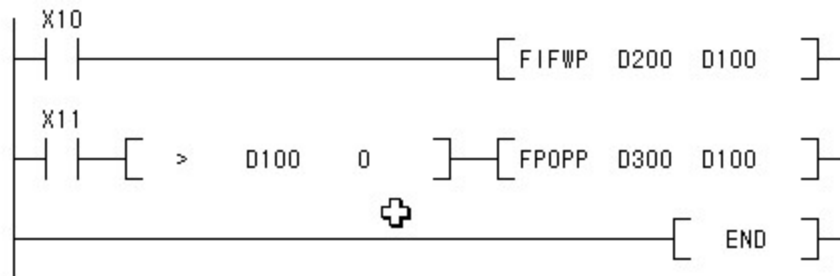 X10
FIFWP D200 D100
X11
> D100 0 FPOPP D300 D100
END